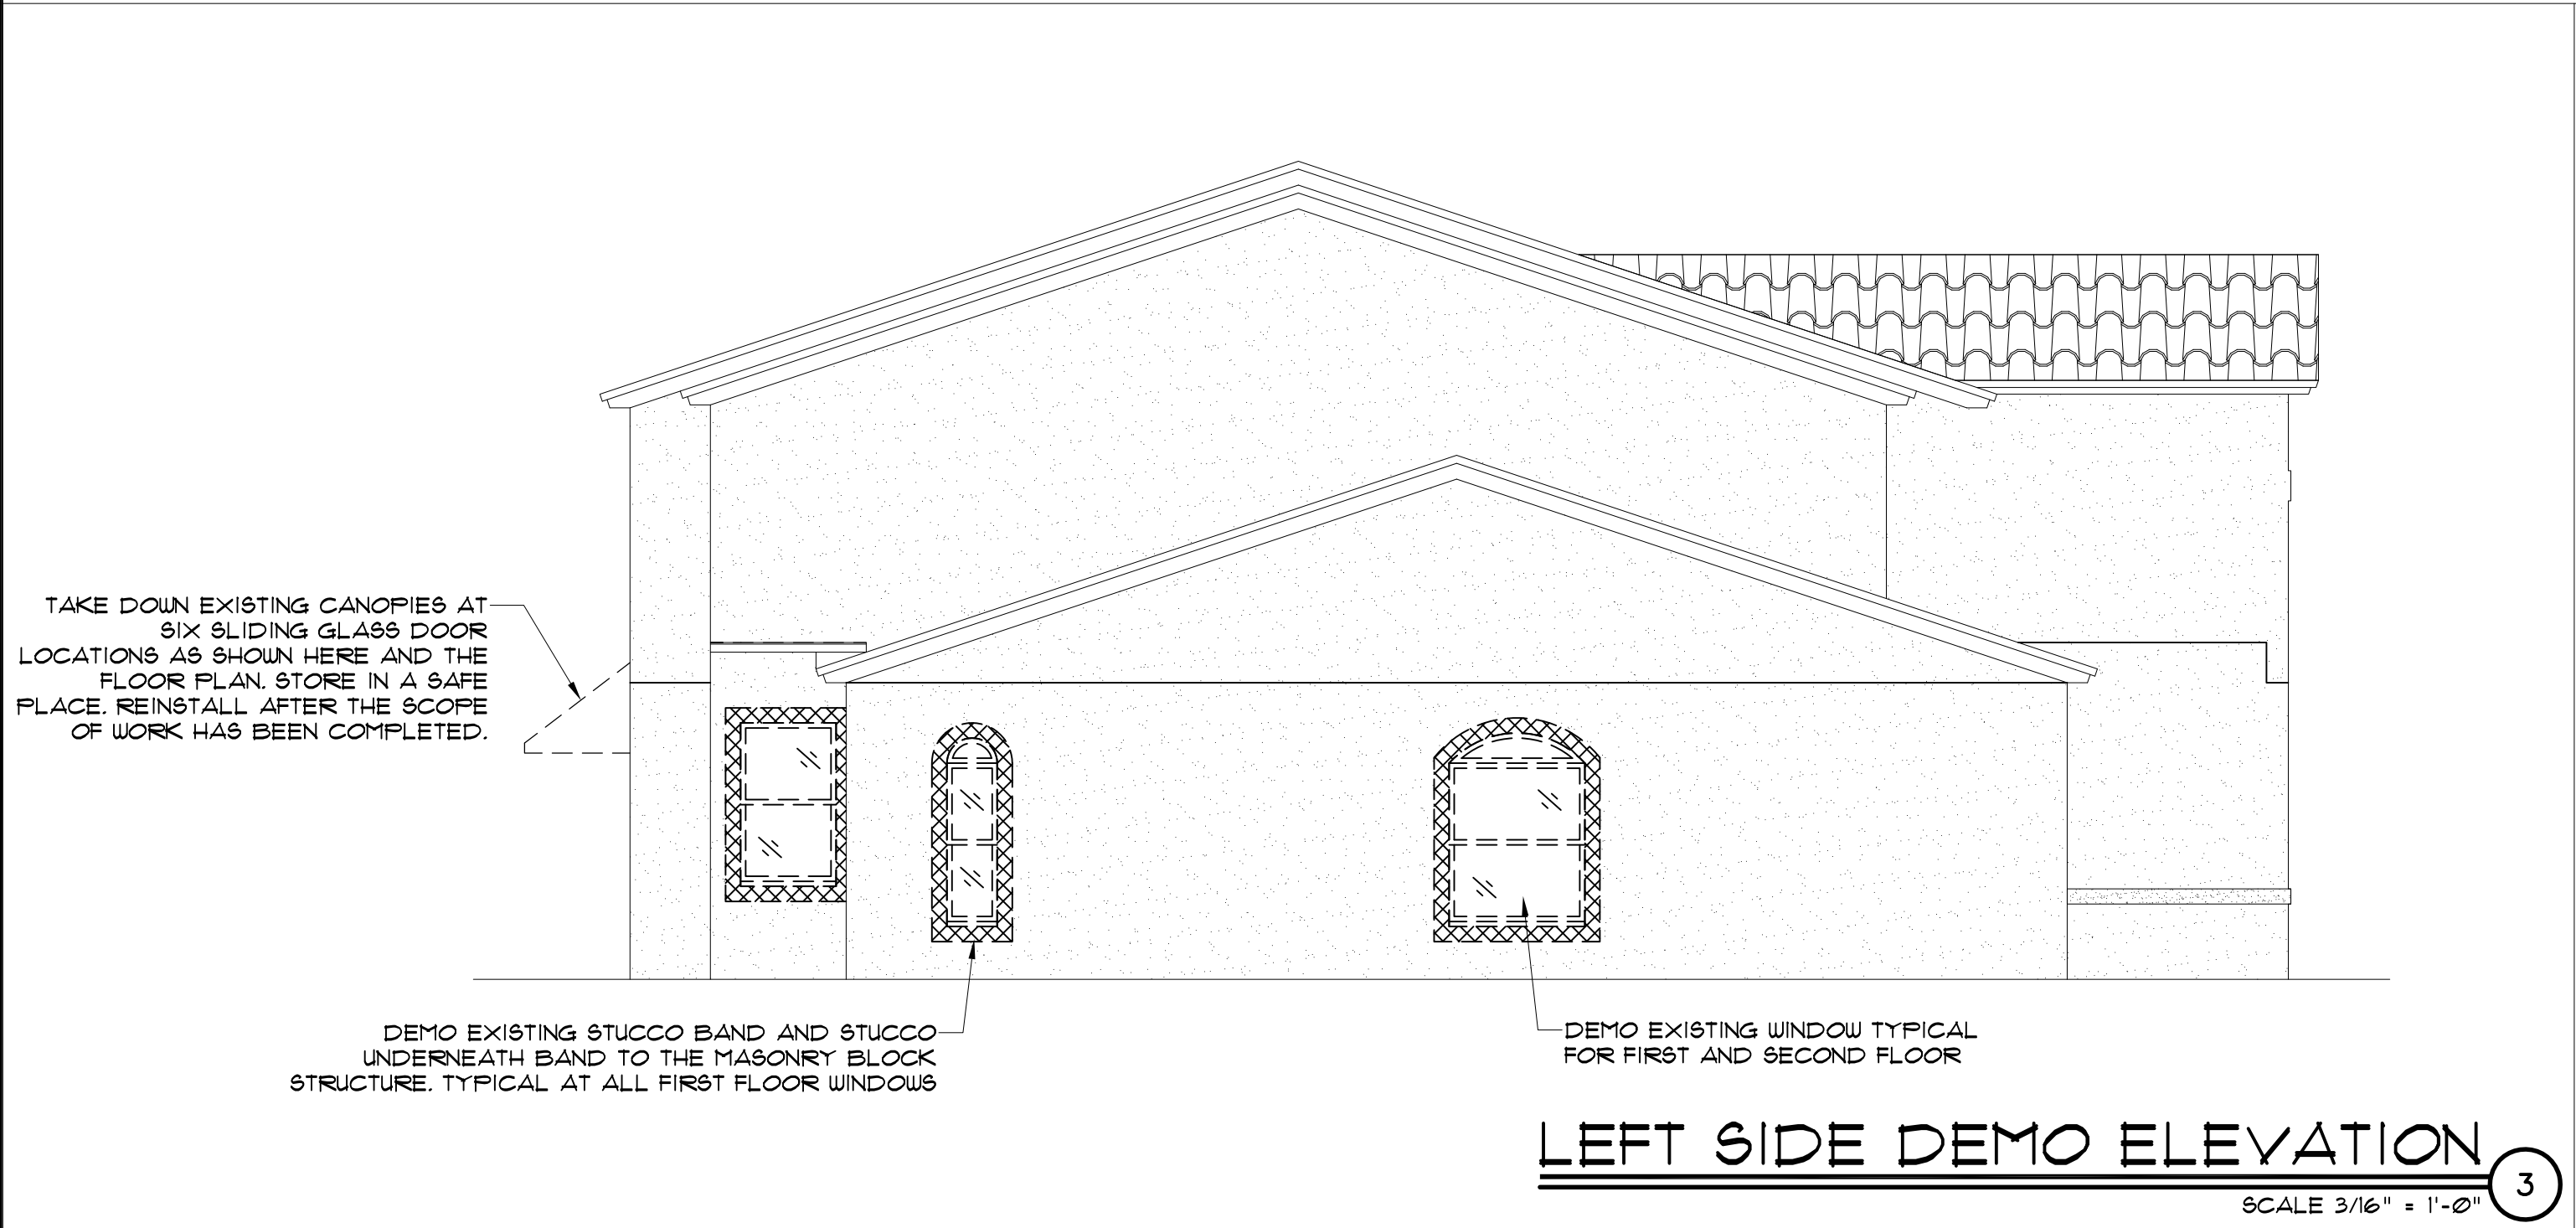 TAKE DOWN EXISTING CANOPIES AT
SIX SLIDING GLASS DOOR
LOCATIONS AS SHOWN HERE AND THE
FLOOR PLAN. STORE IN A SAFE
PLACE. REINSTALL AFTER THE SCOPE
OF WORK HAS BEEN COMPLETED.
DEMO EXISTING STUCCO BAND AND STUCCO
UNDERNEATH BAND TO THE MASONRY BLOCK
STRUCTURE. TYPICAL AT ALL FIRST FLOOR WINDOWS
DEMO EXISTING WINDOW TYPICAL
FOR FIRST AND SECOND FLOOR
LEFT SIDE DEMO ELEVATION
3
SCALE 3/16" = 1'-0"